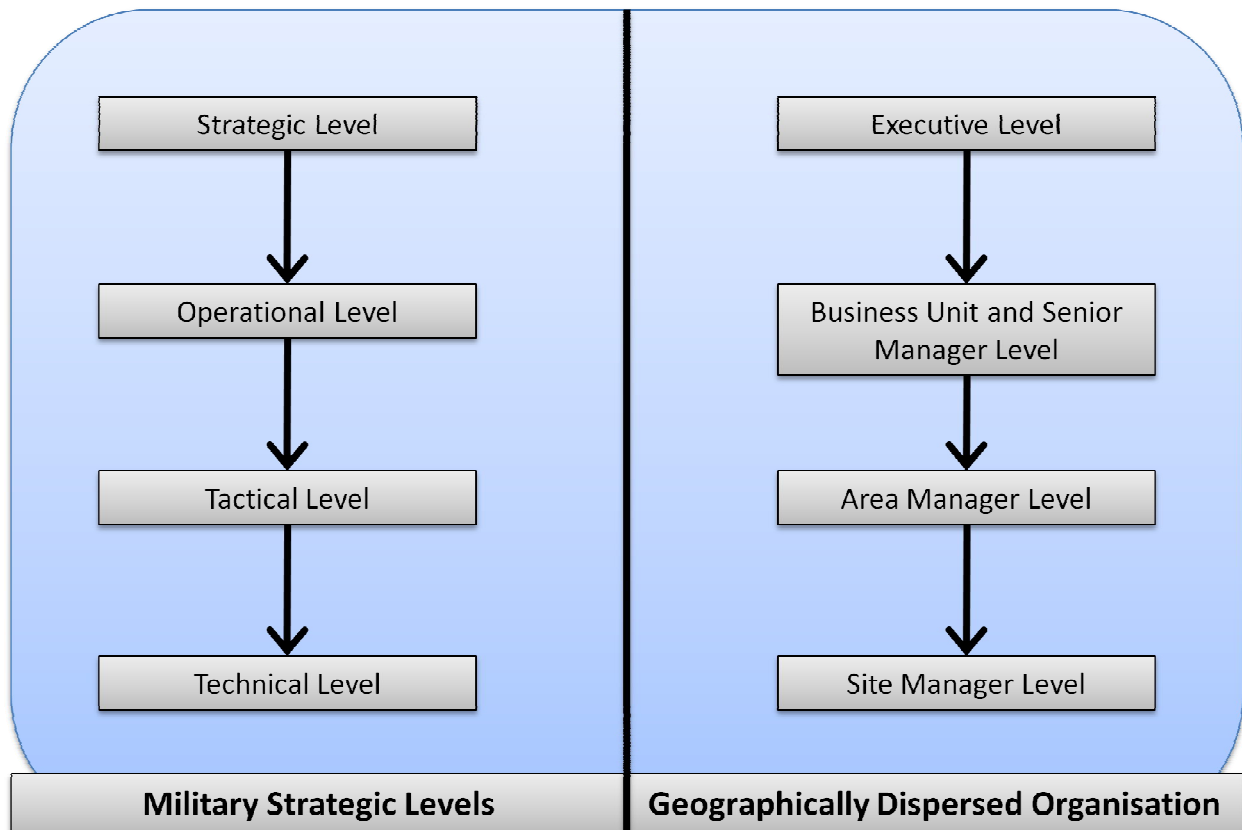 Strategic Level
Operational Level
Tactical Level
Technical Level
Military Strategic Levels
Executive Level
Business Unit and Senior
Manager Level
Area Manager Level
Site Manager Level
Geographically Dispersed Organisation